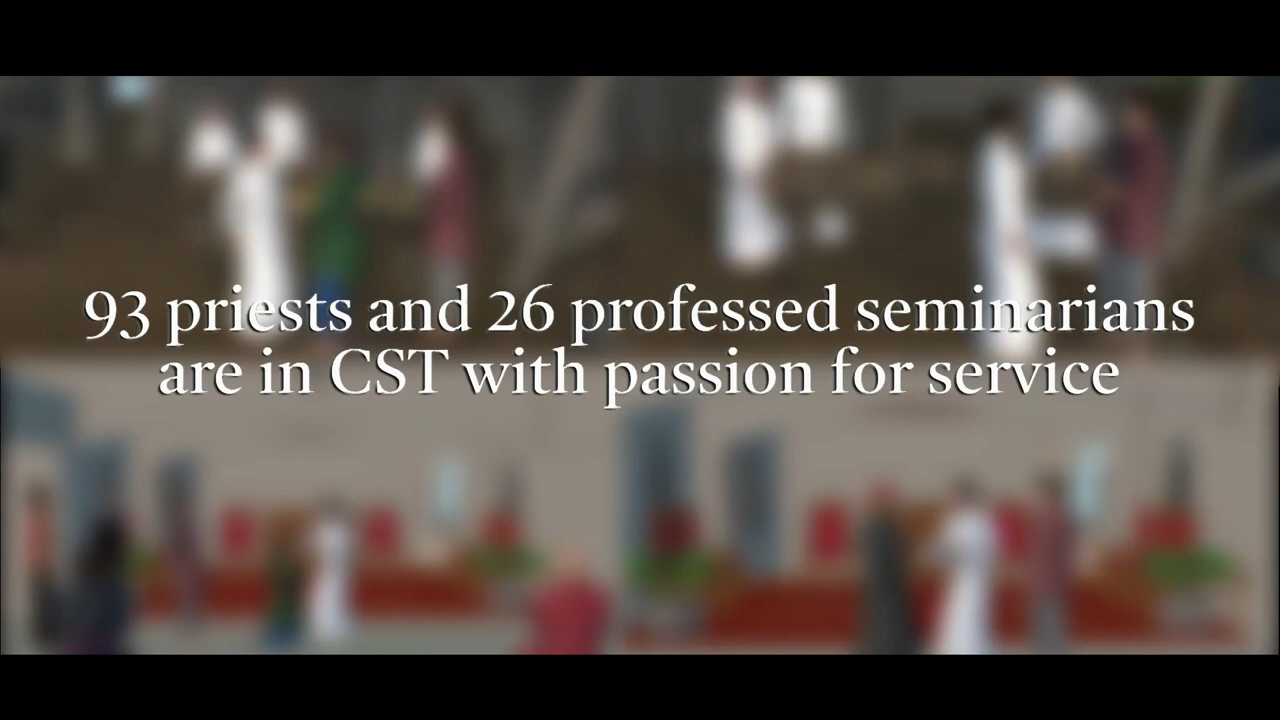 93 priests and 26 professed seminarians
are in CST with passion for service